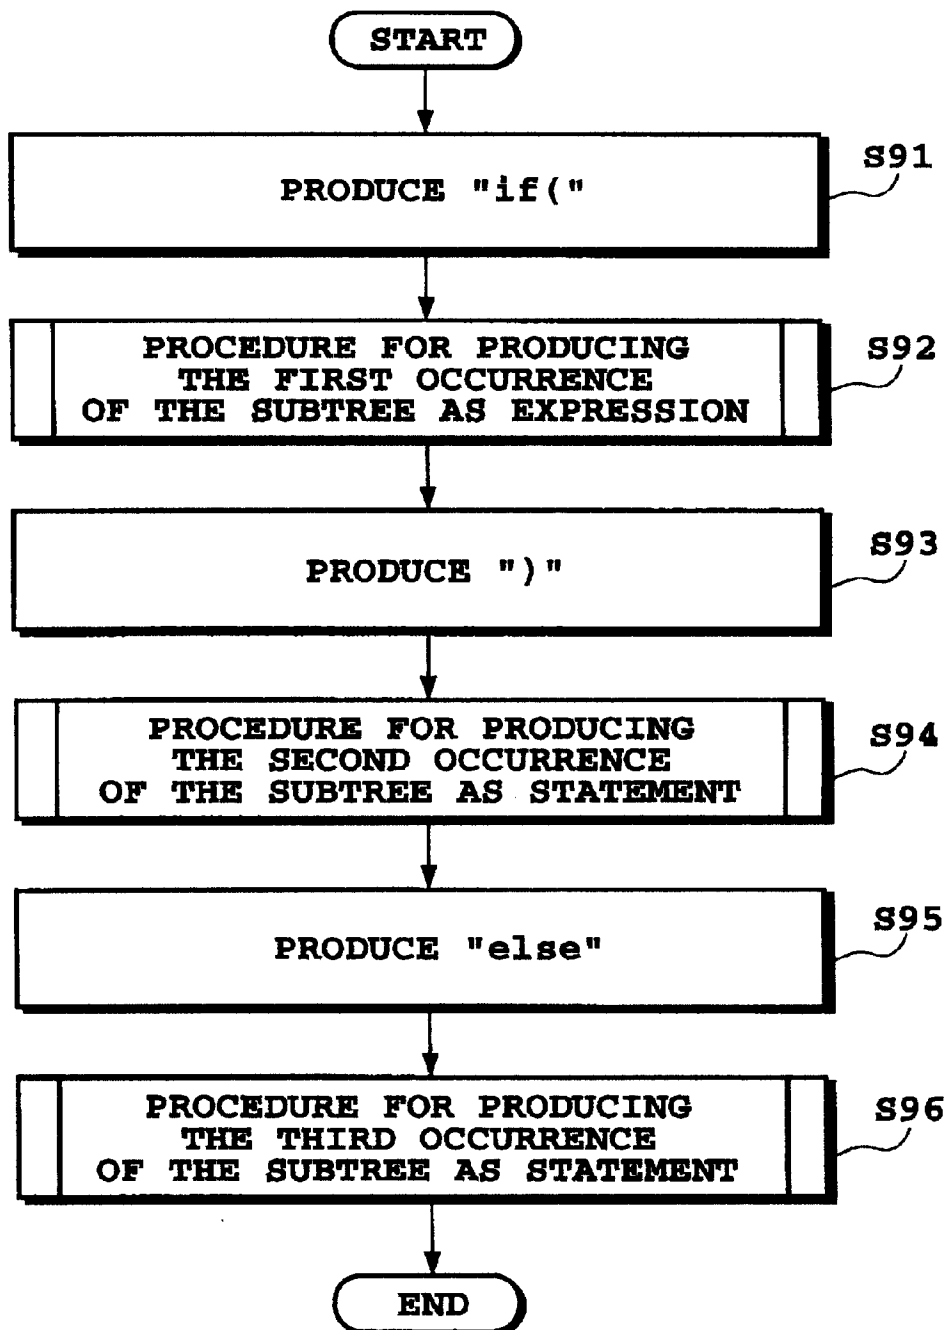 START
PRODUCE "if("
S91
PROCEDURE FOR PRODUCING
THE FIRST OCCURRENCE
OF THE SUBTREE AS EXPRESSION
S92
PRODUCE ")"
S93
PROCEDURE FOR PRODUCING
THE SECOND OCCURRENCE
OF THE SUBTREE AS STATEMENT
S94
PRODUCE "else"
S95
PROCEDURE FOR PRODUCING
THE THIRD OCCURRENCE
OF THE SUBTREE AS STATEMENT
S96
END